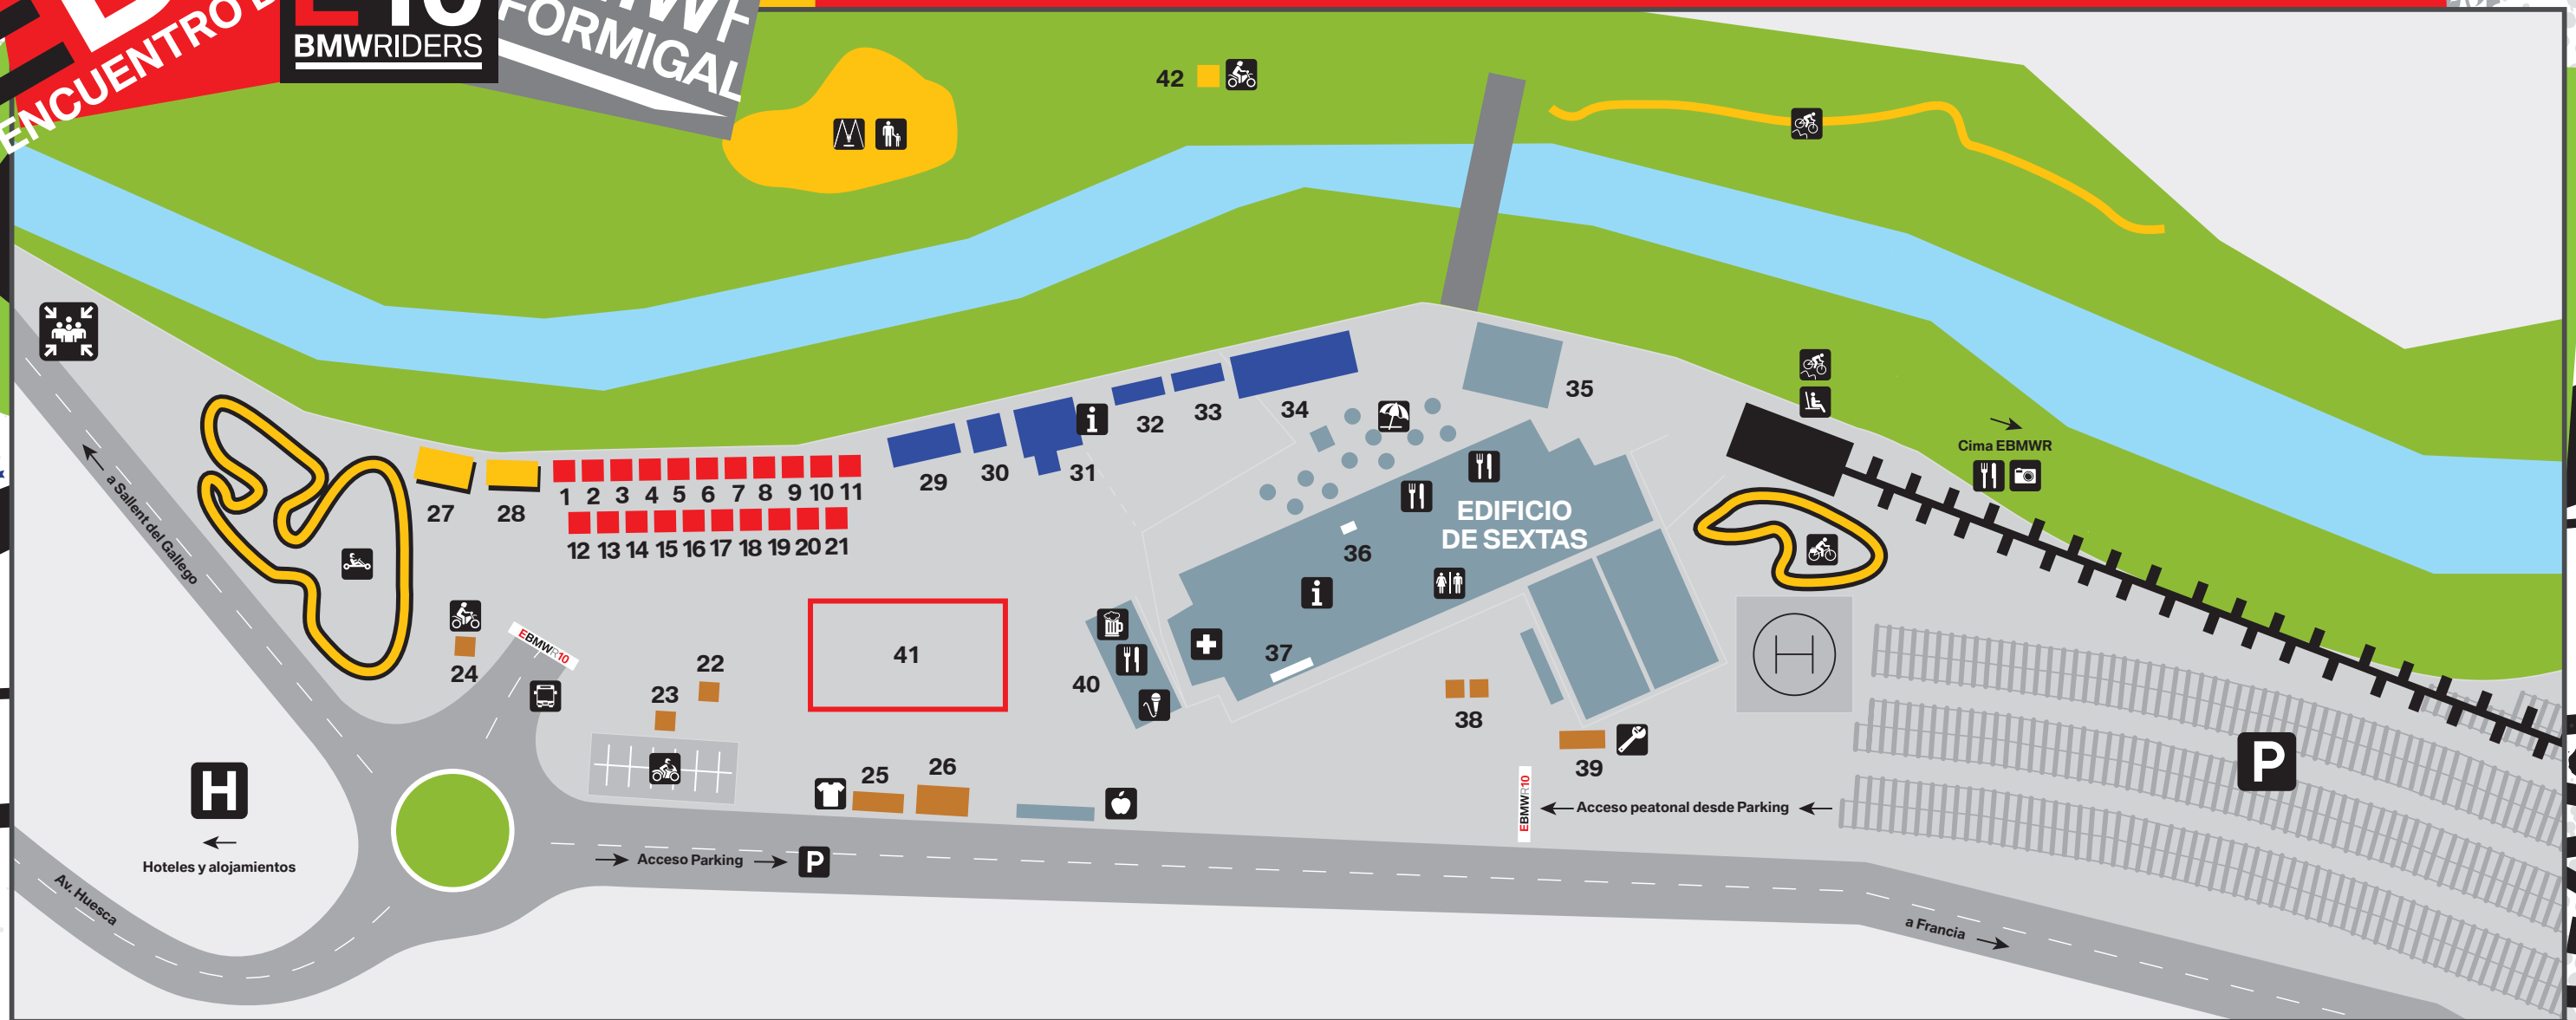 ENCUENTRO
E10
BMWRIDERS
FORMIGAL
42
35
34
33
32
i
31
30
29
Cima EBMWR
1 2 3 4 5 6 7 8 9 10 11
12 13 14 15 16 17 18 19 20 21
27
28
EDIFICIO
DE SEXTAS
36
i
37
a Sallent del Gallego
24
EBMWR10
22
23
41
40
38
39
H
P
H
Hoteles y alojamientos
25
26
EBMWR10
Acceso peatonal desde Parking
Acceso Parking
P
Av. Huesca
a Francia